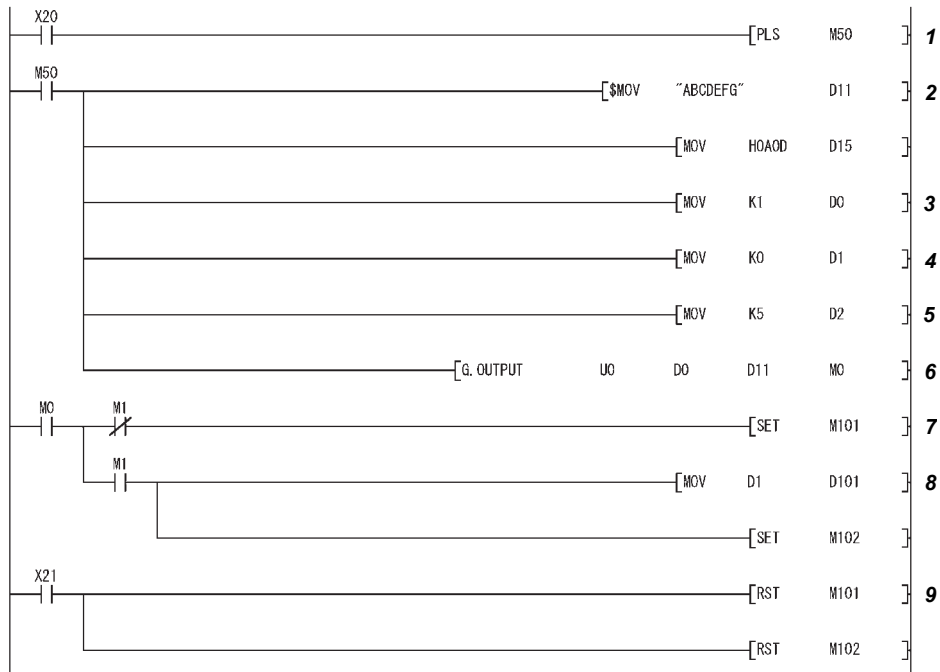 X20
[PLS M50 ] 1
M50
[$MOV "ABCDEFG" D11 ] 2
[MOV H0A0D D15 ]
[MOV K1 D0 ] 3
[MOV K0 D1 ] 4
[MOV K5 D2 ] 5
[G.OUTPUT U0 D0 D11 M0 ] 6
M0 M1
[SET M101 ] 7
M1
[MOV D1 D101 ] 8
[SET M102 ]
X21
[RST M101 ] 9
[RST M102 ]